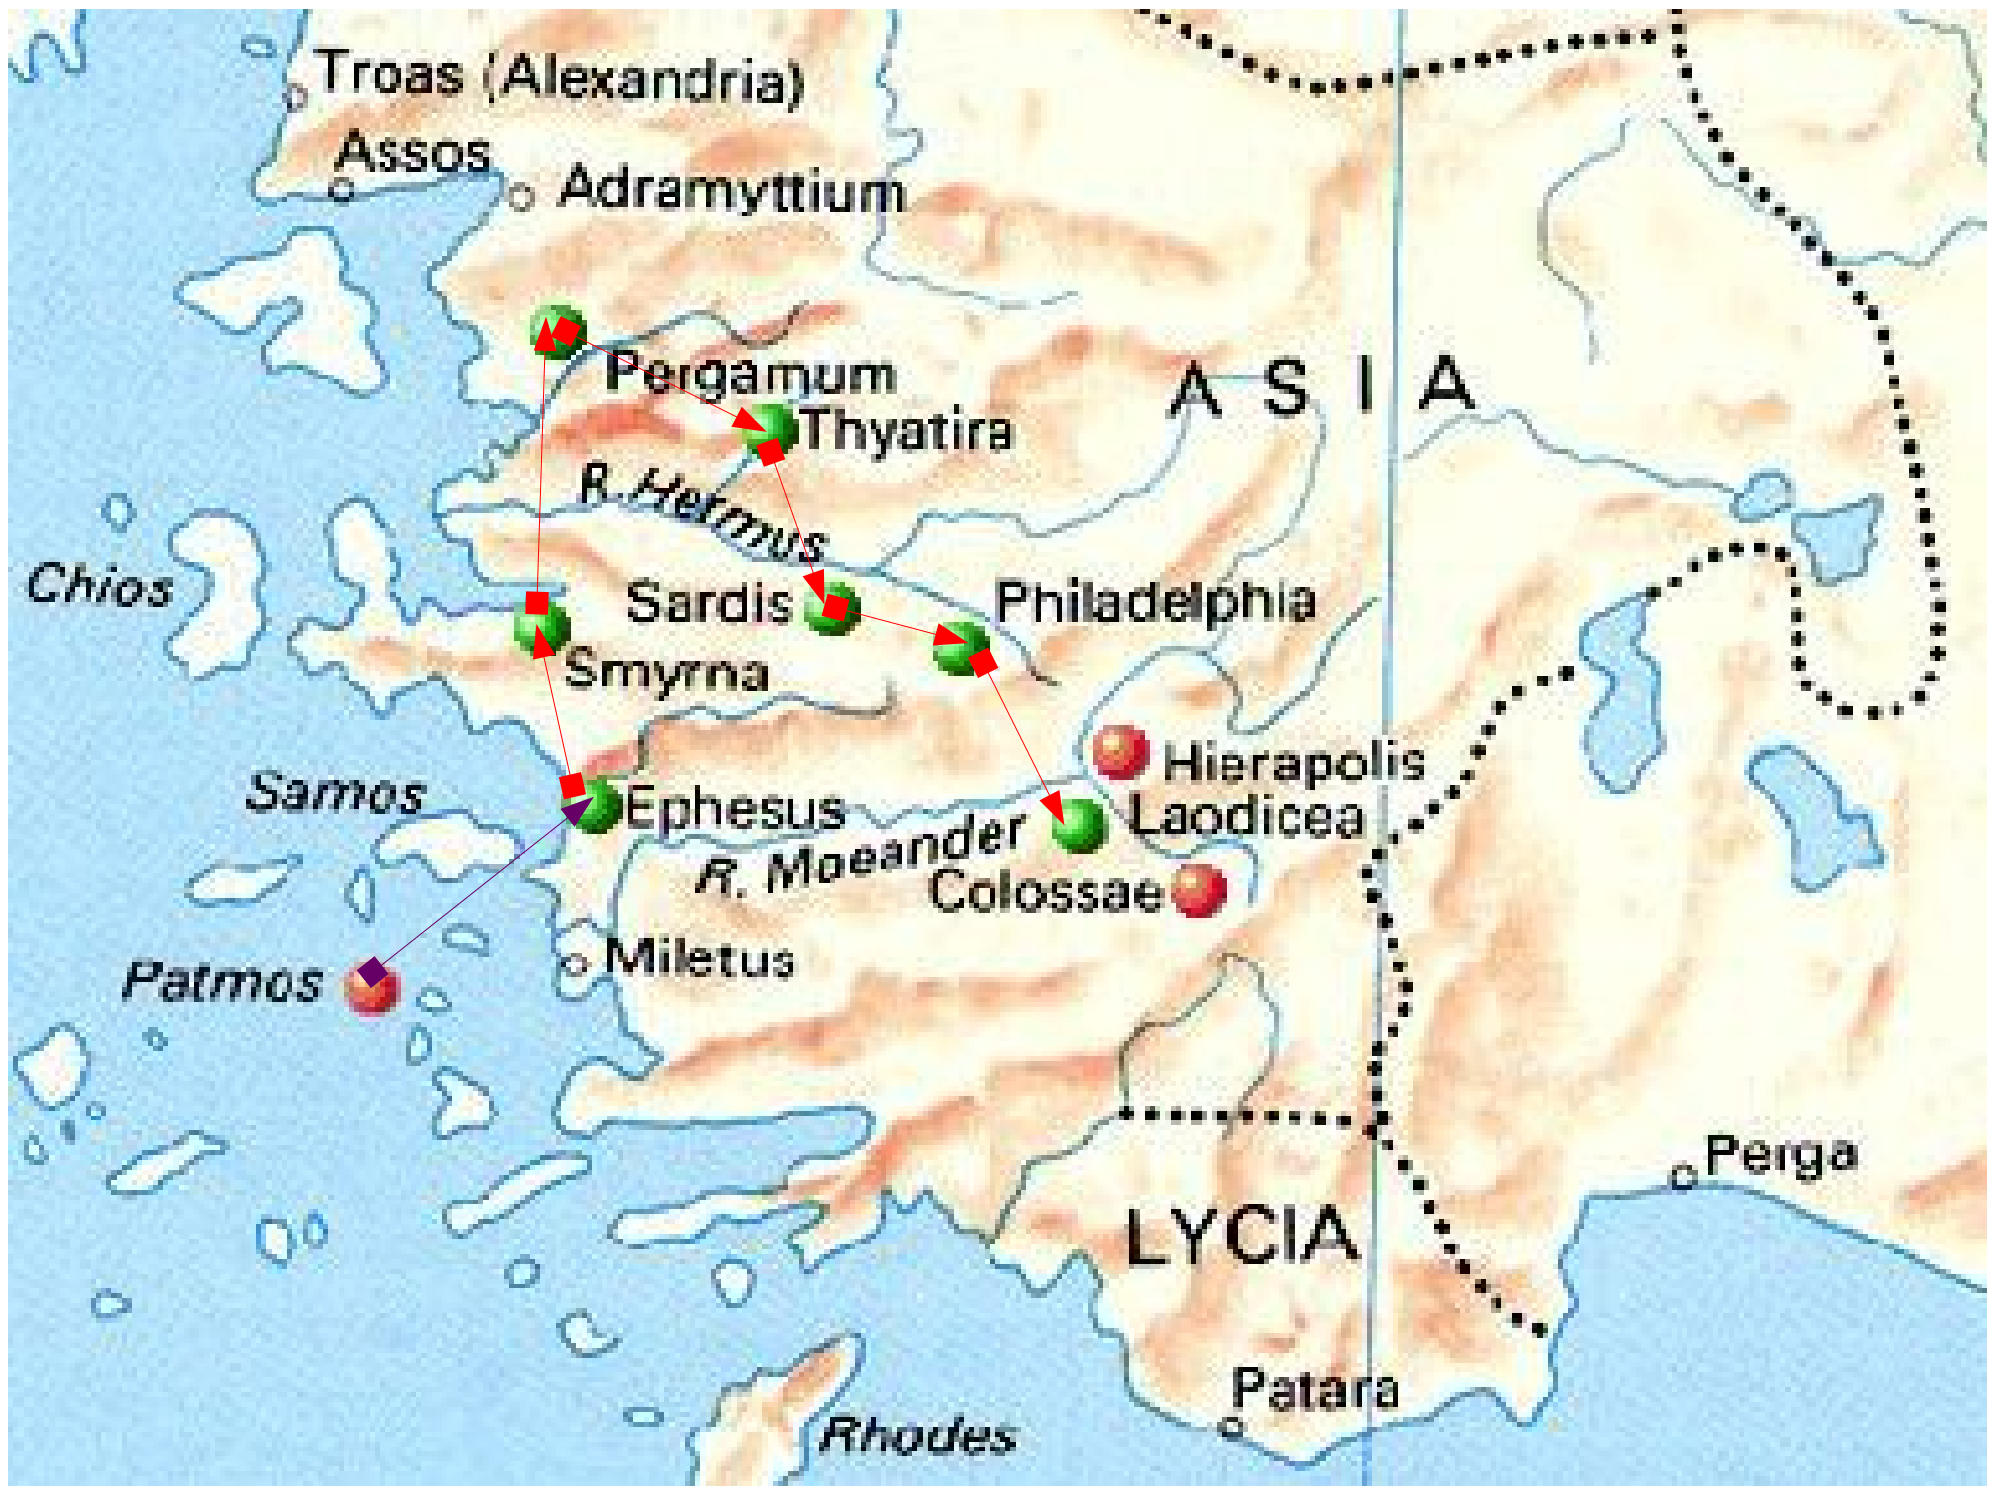 Troas (Alexandria)
Assos
Adramyttium
Pergamum
A S I A
Thyatira
R. Hermus
Chios
Sardis
Philadelphia
Smyrna
Hierapolis
Samos
Ephesus
Laodicea
R. Maeander
Colossae
Miletus
Patmos
Perga
LYCIA
Patara
Rhodes